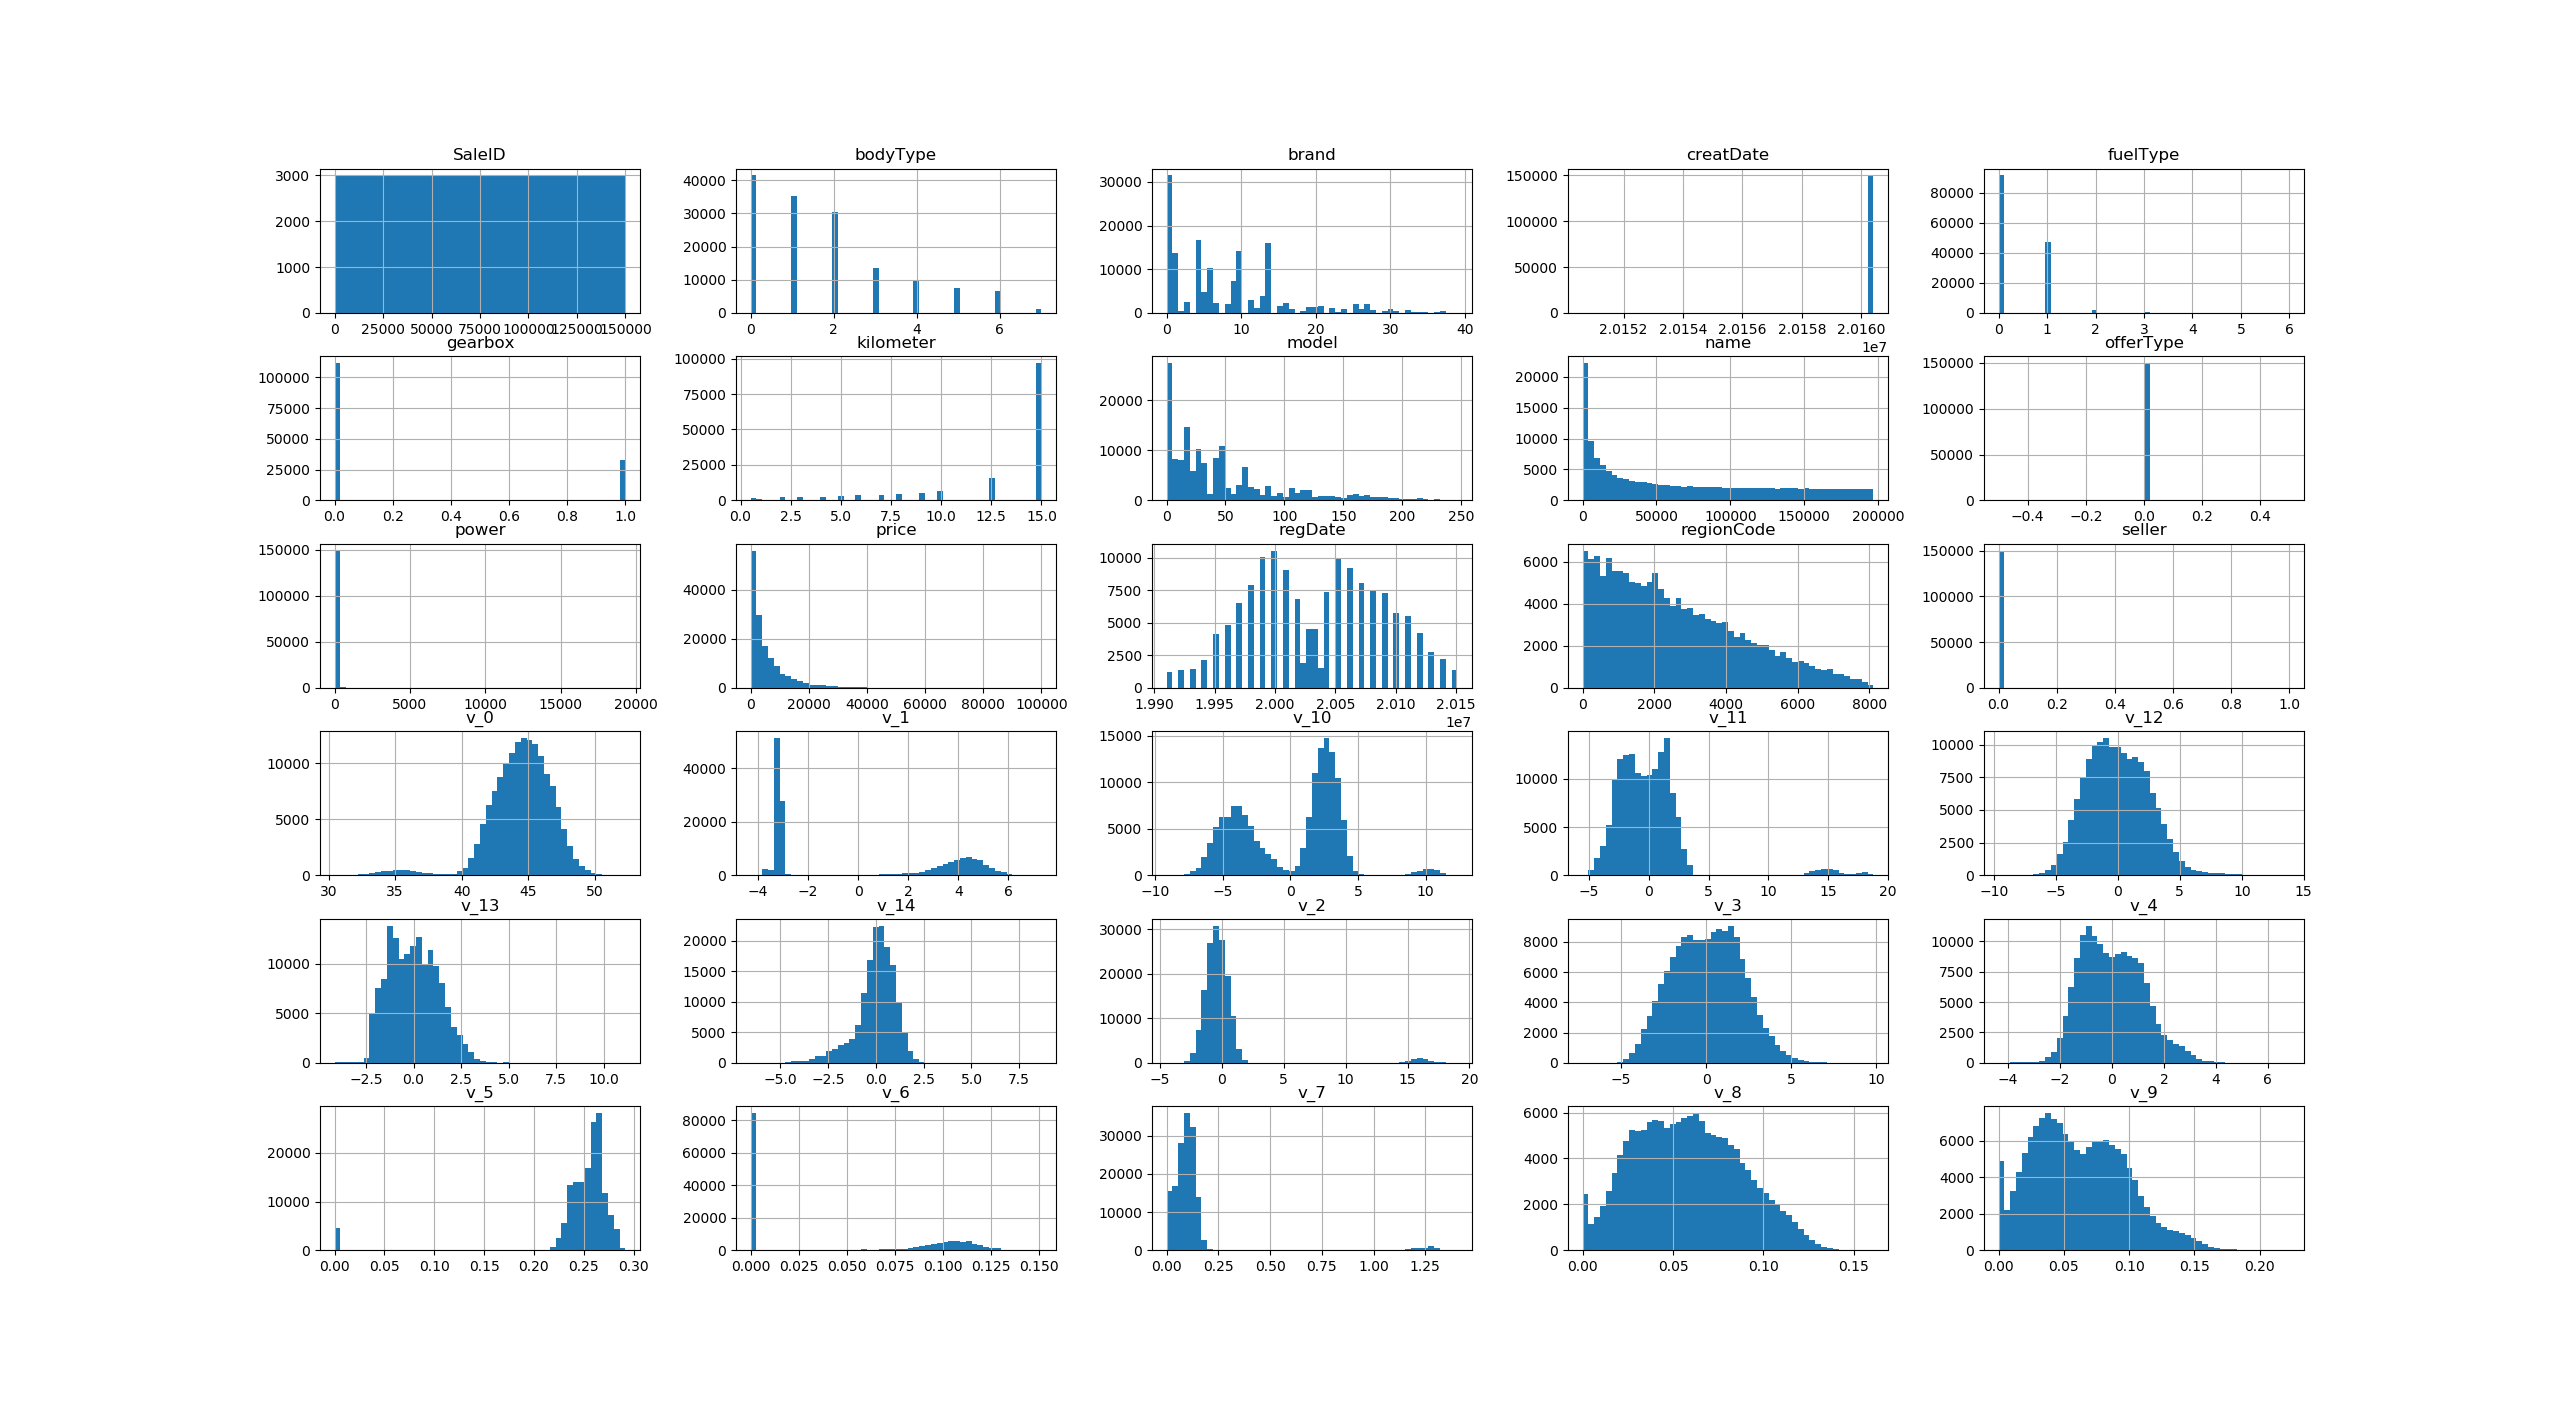 SaleID
3000
2000
1000
0
0 25000 50000 75000 100000 125000 150000
bodyType
40000
30000
20000
10000
0
0 2 4 6
brand
30000
20000
10000
0
0 10 20 30 40
creatDate
150000
100000
50000
0
2.0152 2.0154 2.0156 2.0158 2.0160
1e7
fuelType
80000
60000
40000
20000
0
0 1 2 3 4 5 6
gearbox
100000
75000
50000
25000
0
0.0 0.2 0.4 0.6 0.8 1.0
kilometer
100000
75000
50000
25000
0
0.0 2.5 5.0 7.5 10.0 12.5 15.0
model
20000
10000
0
0 50 100 150 200 250
name
20000
15000
10000
5000
0
0 50000 100000 150000 200000
offerType
150000
100000
50000
0
−0.4 −0.2 0.0 0.2 0.4
power
150000
100000
50000
0
0 5000 10000 15000 20000
price
40000
20000
0
0 20000 40000 60000 80000 100000
regDate
10000
7500
5000
2500
0
1.990 1.995 2.000 2.005 2.010 2.015
1e7
regionCode
6000
4000
2000
0
0 2000 4000 6000 8000
seller
150000
100000
50000
0
0.0 0.2 0.4 0.6 0.8 1.0
v_0
10000
5000
0
30 35 40 45 50
v_1
40000
20000
0
−4 −2 0 2 4 6
v_10
15000
10000
5000
0
−10 −5 0 5 10
v_11
10000
5000
0
−5 0 5 10 15 20
v_12
10000
7500
5000
2500
0
−10 −5 0 5 10 15
v_13
10000
5000
0
−2.5 0.0 2.5 5.0 7.5 10.0
v_14
20000
15000
10000
5000
0
−5.0 −2.5 0.0 2.5 5.0 7.5
v_2
30000
20000
10000
0
−5 0 5 10 15 20
v_3
8000
6000
4000
2000
0
−5 0 5 10
v_4
10000
7500
5000
2500
0
−4 −2 0 2 4 6
v_5
20000
10000
0
0.00 0.05 0.10 0.15 0.20 0.25 0.30
v_6
80000
60000
40000
20000
0
0.000 0.025 0.050 0.075 0.100 0.125 0.150
v_7
30000
20000
10000
0
0.00 0.25 0.50 0.75 1.00 1.25
v_8
6000
4000
2000
0
0.00 0.05 0.10 0.15
v_9
6000
4000
2000
0
0.00 0.05 0.10 0.15 0.20